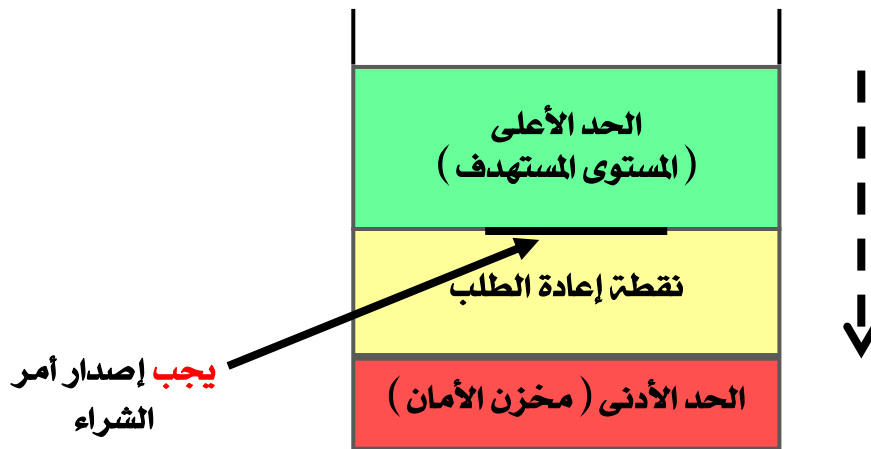 الحد الأعلى
( المستوى المستهدف )
نقطة إعادة الطلب
يجب إصدار أمر
الشراء
الحد الأدنى ( مخزن الأمان )